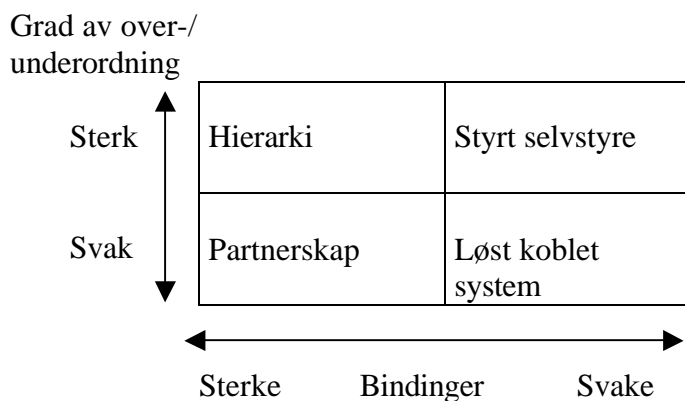 Grad av over-/
underordning
Sterk
Hierarki
Styrt selvstyre
Svak
Partnerskap
Løst koblet
system
Sterke
Bindinger
Svake